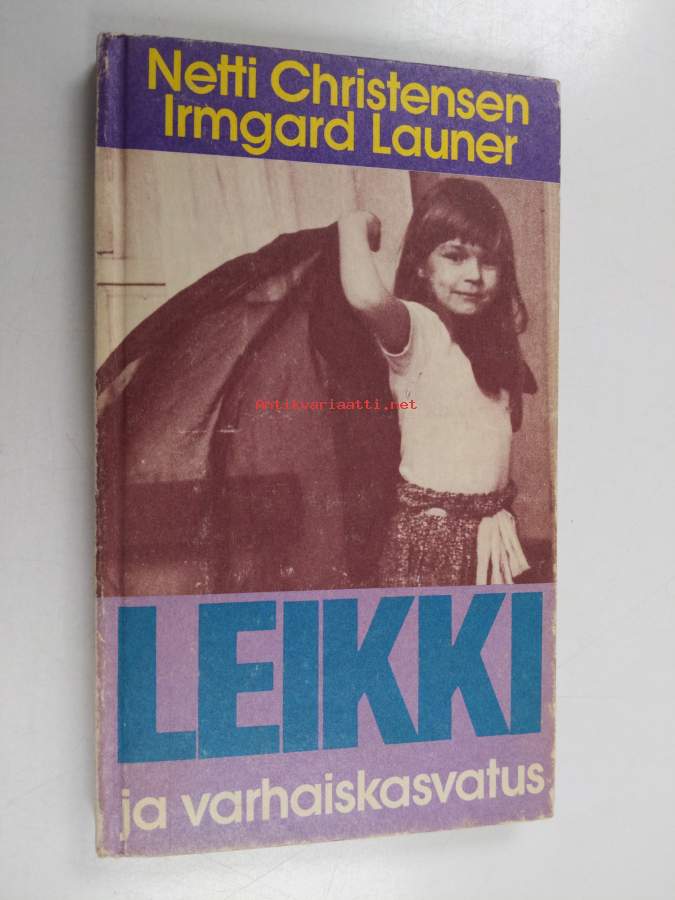 Netti Christensen
Irmgard Launer
Antikvariaatti.net
LEIKKI
ja varhaiskasvatus